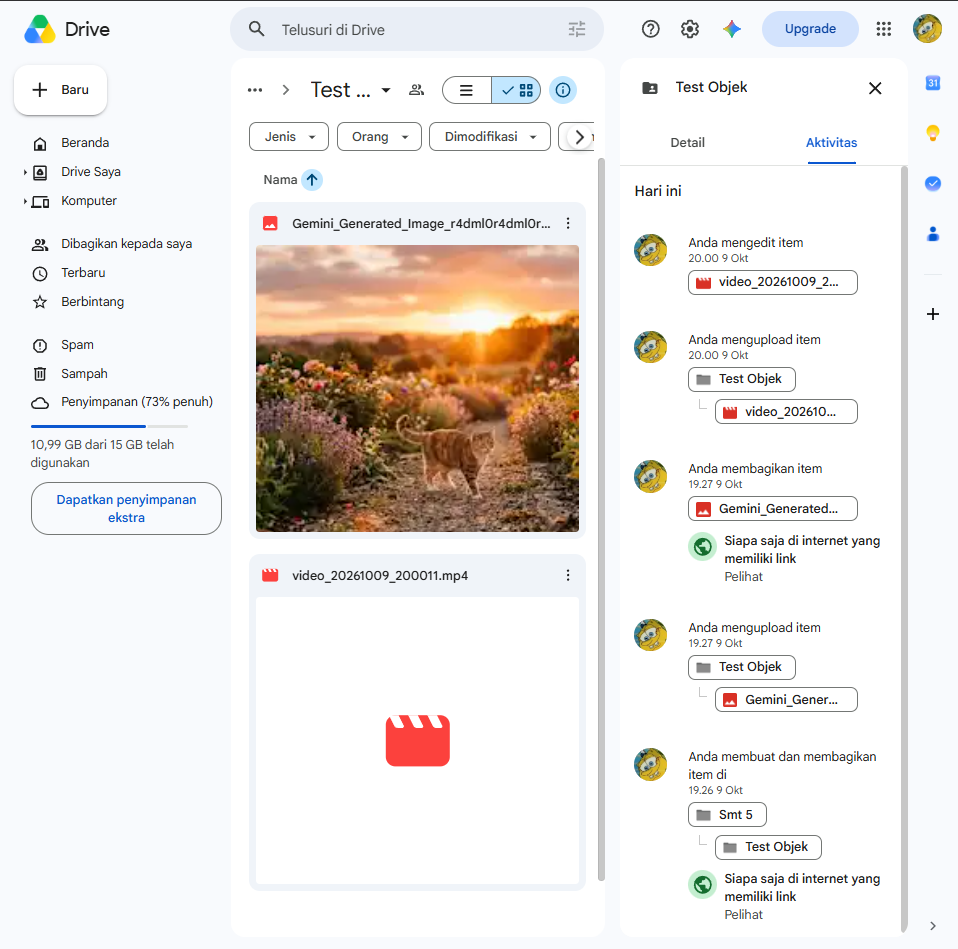 Drive
Telusuri di Drive
Upgrade
Baru
Beranda
Drive Saya
Komputer
Dibagikan kepada saya
Terbaru
Berbintang
Spam
Sampah
Penyimpanan (73% penuh)
10,99 GB dari 15 GB telah
digunakan
Dapatkan penyimpanan
ekstra
Test ...
Jenis
Orang
Dimodifikasi
Nama
Gemini_Generated_Image_r4dml0r4dml0r...
video_20261009_200011.mp4
Test Objek
Detail
Aktivitas
Hari ini
Anda mengedit item
20.00 9 Okt
video_20261009_2...
Anda mengupload item
20.00 9 Okt
Test Objek
video_202610...
Anda membagikan item
19.27 9 Okt
Gemini_Generated...
Siapa saja di internet yang
memiliki link
Pelihat
Anda mengupload item
19.27 9 Okt
Test Objek
Gemini_Gener...
Anda membuat dan membagikan
item di
19.26 9 Okt
Smt 5
Test Objek
Siapa saja di internet yang
memiliki link
Pelihat
31